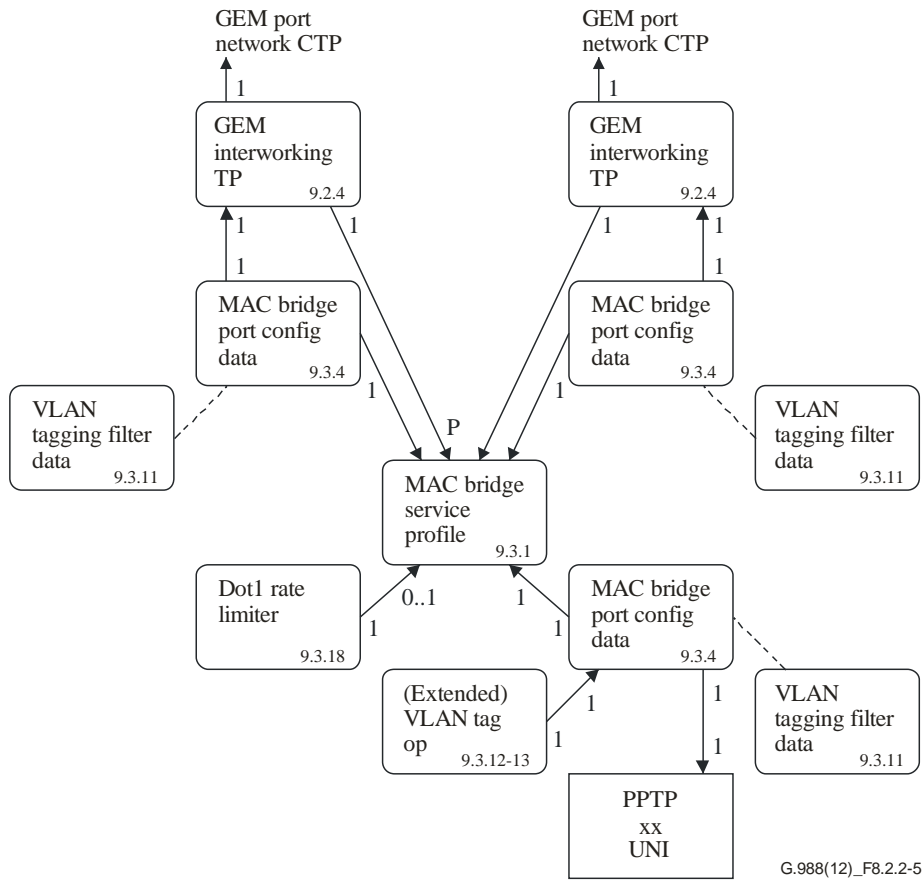 GEM port
network CTP
GEM port
network CTP
1
1
GEM
interworking
TP
9.2.4
GEM
interworking
TP
9.2.4
1
1
1
1
1
1
MAC bridge
port config
data
9.3.4
MAC bridge
port config
data
9.3.4
1
1
VLAN
tagging filter
data
9.3.11
P
VLAN
tagging filter
data
9.3.11
MAC bridge
service
profile
9.3.1
Dot1 rate
limiter
9.3.18
0..1
1
1
1
MAC bridge
port config
data
9.3.4
(Extended)
VLAN tag
op
9.3.12-13
1
1
1
1
VLAN
tagging filter
data
9.3.11
PPTP
xx
UNI
G.988(12)_F8.2.2-5